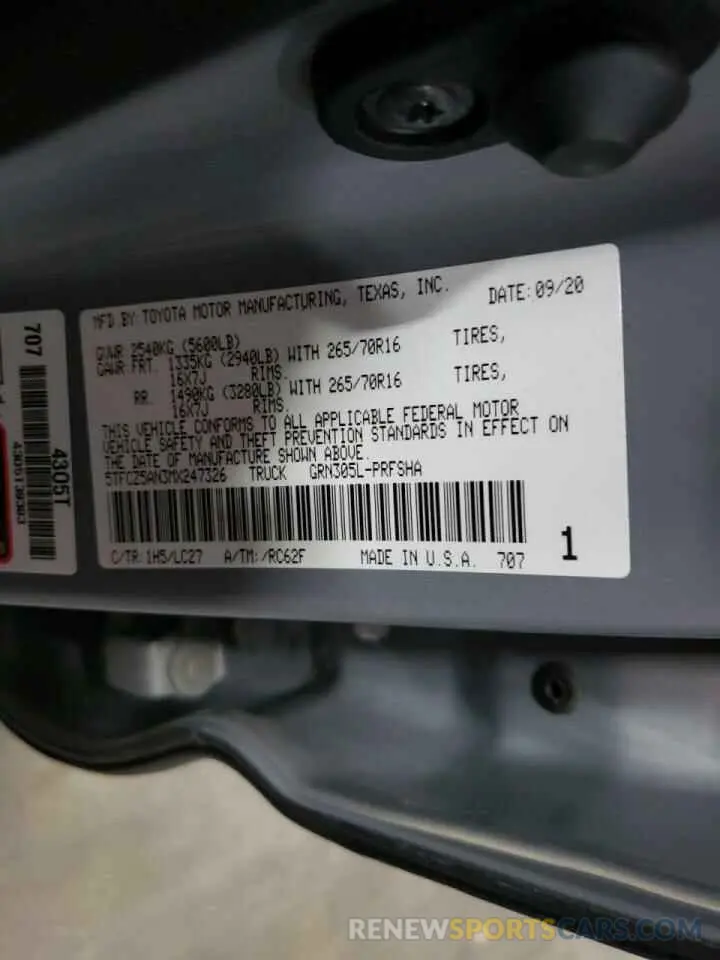 MFD BY: TOYOTA MOTOR MANUFACTURING, TEXAS, INC. DATE: 09/20
GVWR 2540KG (5600LB)
GAWR FRT. 1335KG (2940LB) WITH 265/70R16 TIRES,
16X7J RIMS.
RR. 1490KG (3280LB) WITH 265/70R16 TIRES,
16X7J RIMS.
THIS VEHICLE CONFORMS TO ALL APPLICABLE FEDERAL MOTOR
VEHICLE SAFETY AND THEFT PREVENTION STANDARDS IN EFFECT ON
THE DATE OF MANUFACTURE SHOWN ABOVE.
5TFC25AN3MX247326 TRUCK GRN305L-PRFSHA
C/TR: 1H5/LC27 A/TM: /RC62F MADE IN U.S.A. 707 1
707
4305T
4305T39303
RENEWSPORTSCARS.COM